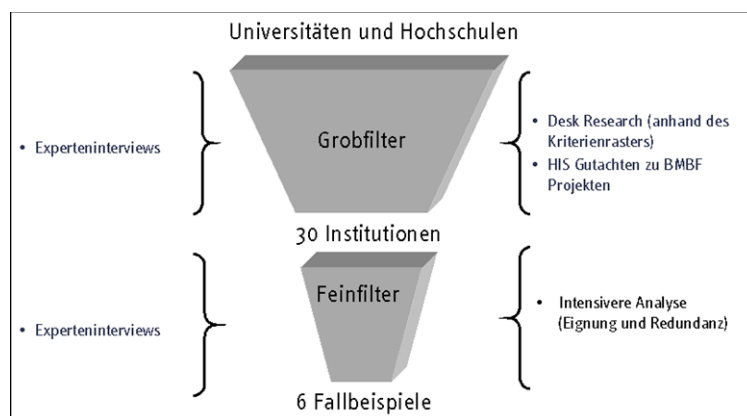 Universitäten und Hochschulen
Grobfilter
• Experteninterviews
• Desk Research (anhand des
Kriterienrasters)
• HIS Gutachten zu BMBF
Projekten
30 Institutionen
Feinfilter
• Experteninterviews
• Intensivere Analyse
(Eignung und Redundanz)
6 Fallbeispiele